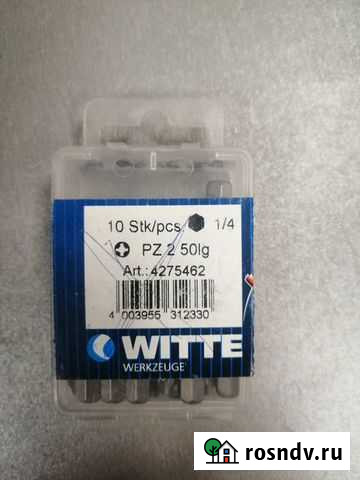 10 Stk/pcs 1/4
PZ 2 50lg
Art.:4275462
4 003955 312330
WITTE
WERKZEUGE
rosndv.ru